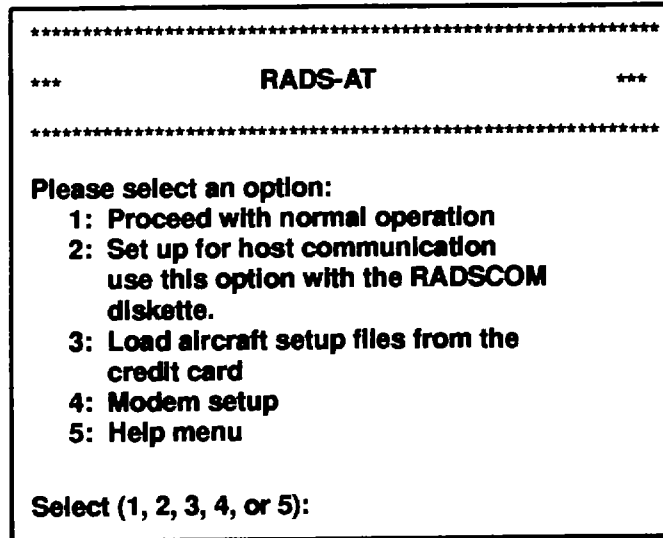 ************************************************************
*** RADS-AT ***
************************************************************
Please select an option:
1: Proceed with normal operation
2: Set up for host communication
use this option with the RADSCOM
diskette.
3: Load aircraft setup files from the
credit card
4: Modem setup
5: Help menu
Select (1, 2, 3, 4, or 5):